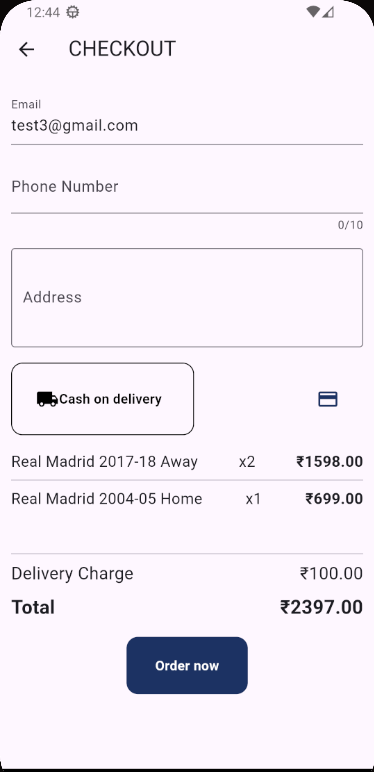 12:44
CHECKOUT
Email
test3@gmail.com
Phone Number
0/10
Address
Cash on delivery
Real Madrid 2017-18 Away x2 ₹1598.00
Real Madrid 2004-05 Home x1 ₹699.00
Delivery Charge ₹100.00
Total ₹2397.00
Order now